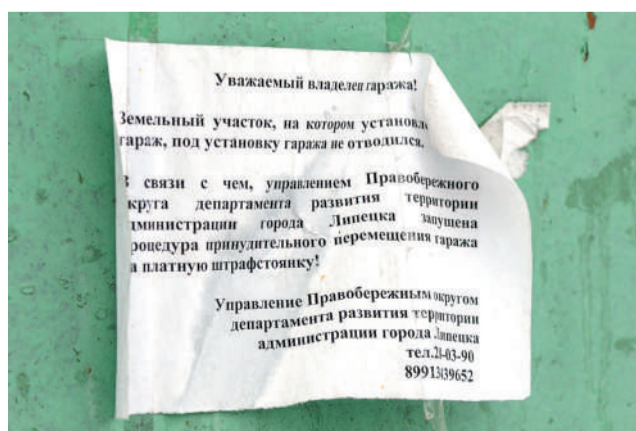 Уважаемый владелец гаража!
Земельный участок, на котором установл
гараж, под установку гаража не отводился.
В связи с чем, управлением Правобережного
округа департамента развития территории
администрации города Липецка запущена
процедура принудительного перемещения гаража
на платную штрафстоянку!
Управление Правобережным округом
департамента развития территории
администрации города Липецка
тел.28-03-90